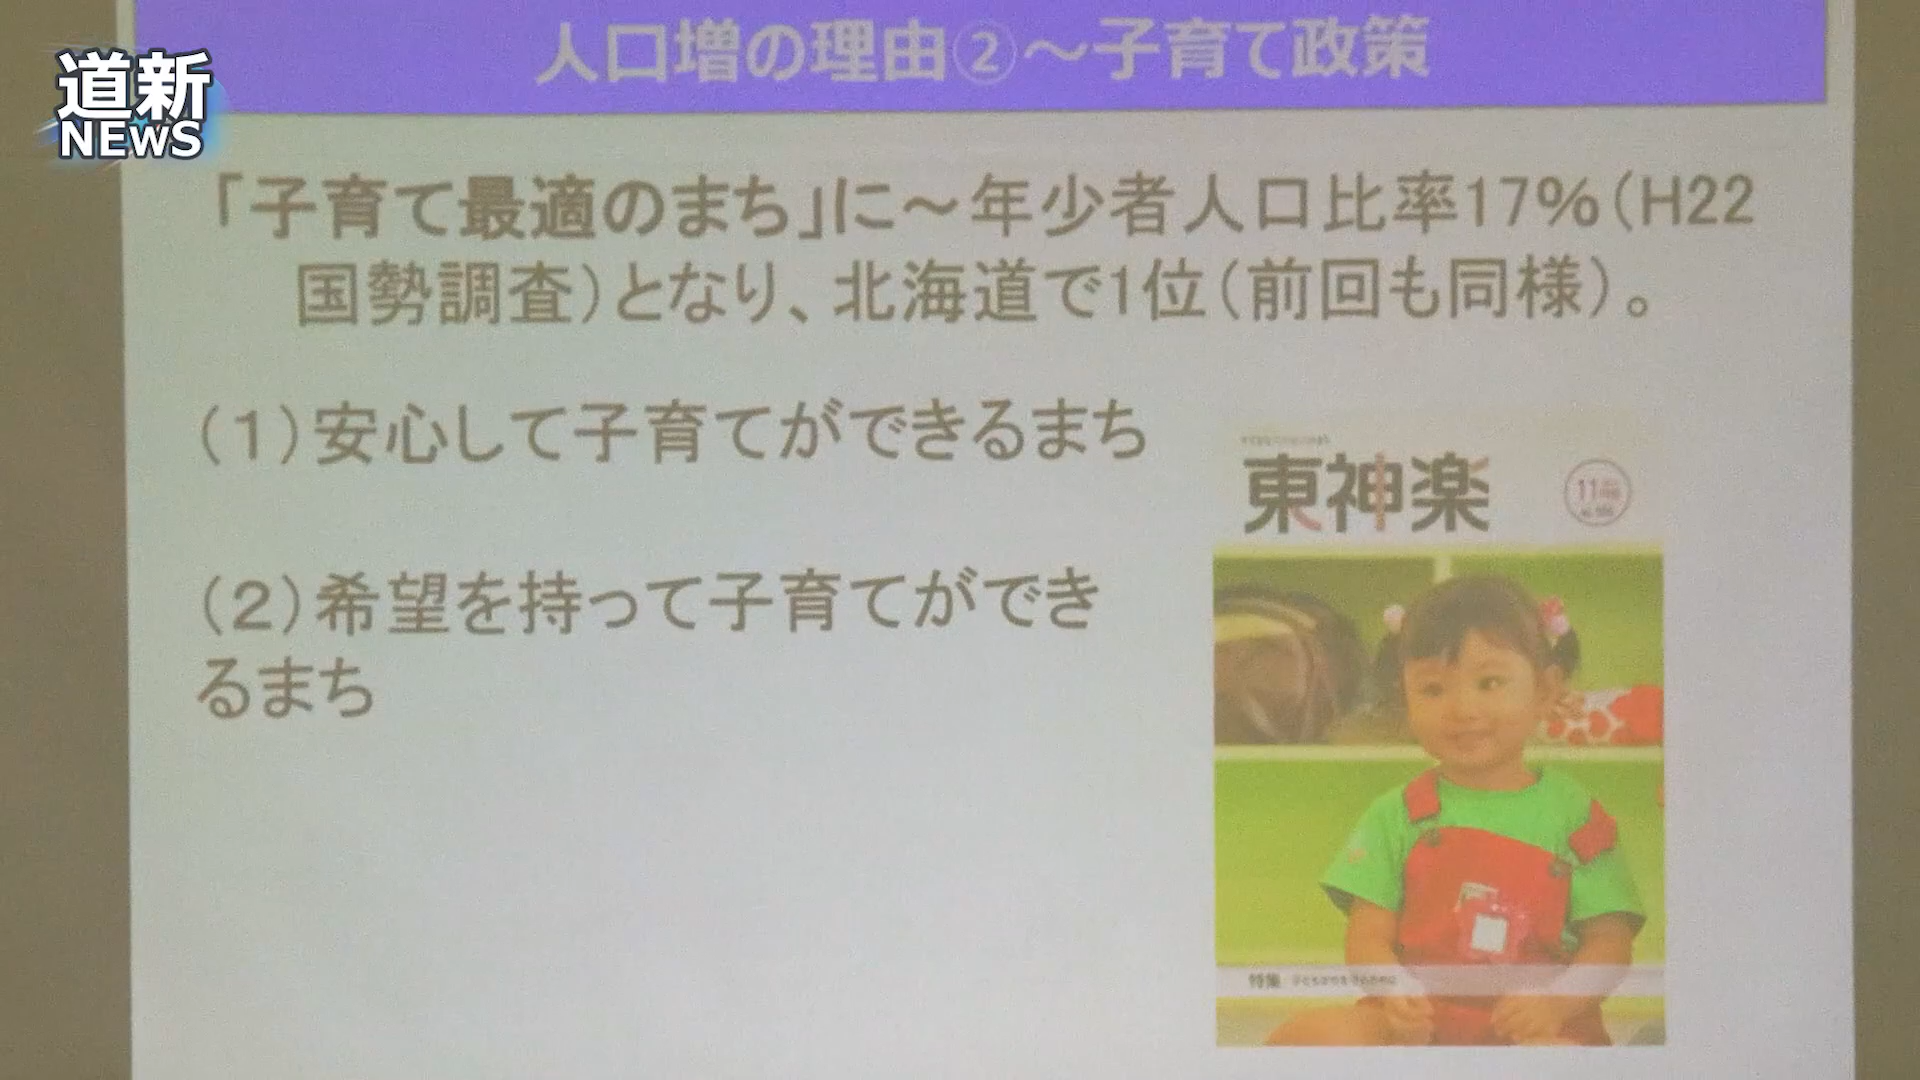 人口増の理由②～子育て政策
道新
NEWS
「子育て最適のまち」に～年少者人口比率17%（H22
国勢調査）となり、北海道で1位（前回も同様）。
（1）安心して子育てができるまち
（2）希望を持って子育てができ
るまち
東神楽
11
特集